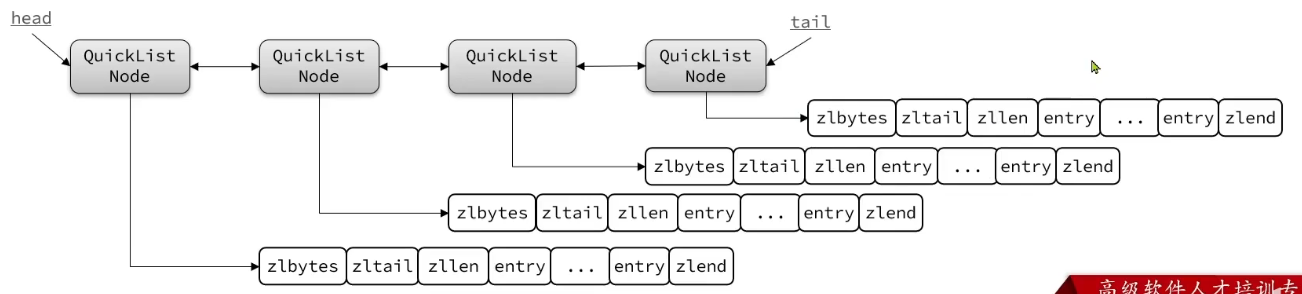 head
tail
QuickList Node
QuickList Node
QuickList Node
QuickList Node
zlbytes zltail zllen entry ... entry zlend
zlbytes zltail zllen entry ... entry zlend
zlbytes zltail zllen entry ... entry zlend
zlbytes zltail zllen entry ... entry zlend
高级软件人才培训专